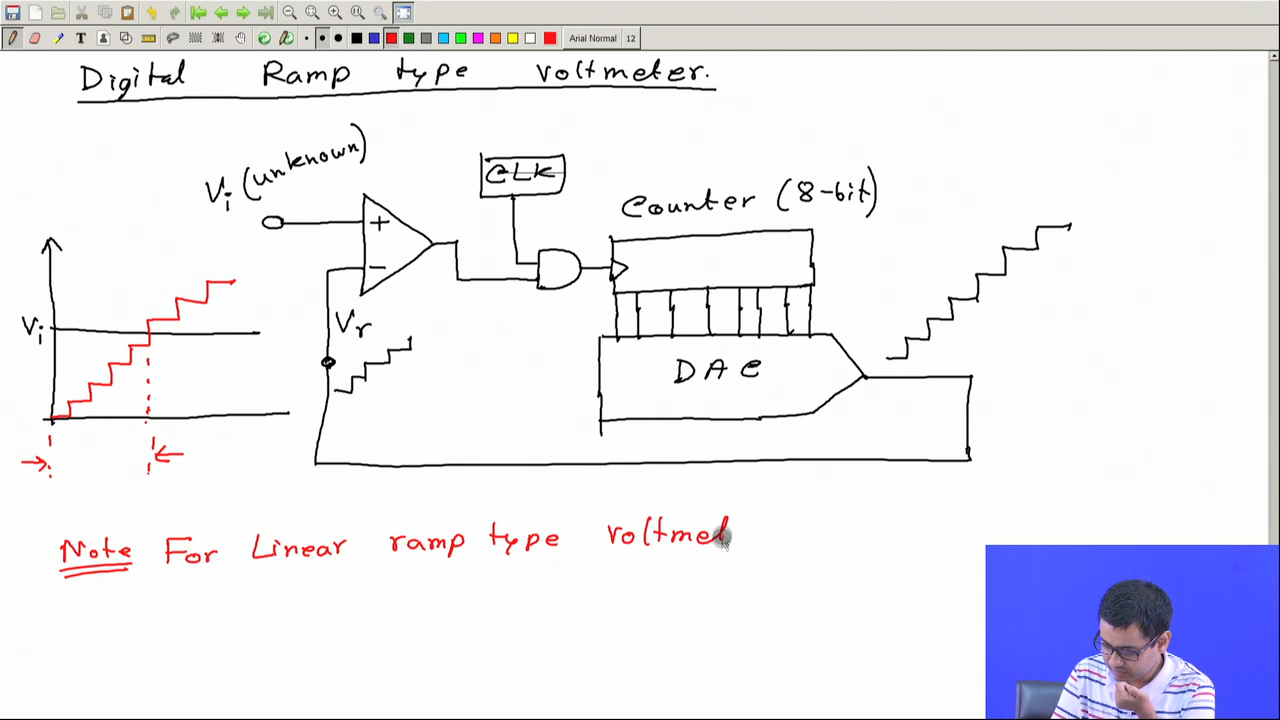 Arial Normal 12
Digital Ramp type voltmeter.
Vi (unknown)
CLK
Counter (8-bit)
+
-
Vi
Vr
DAC
Note For Linear ramp type voltmet